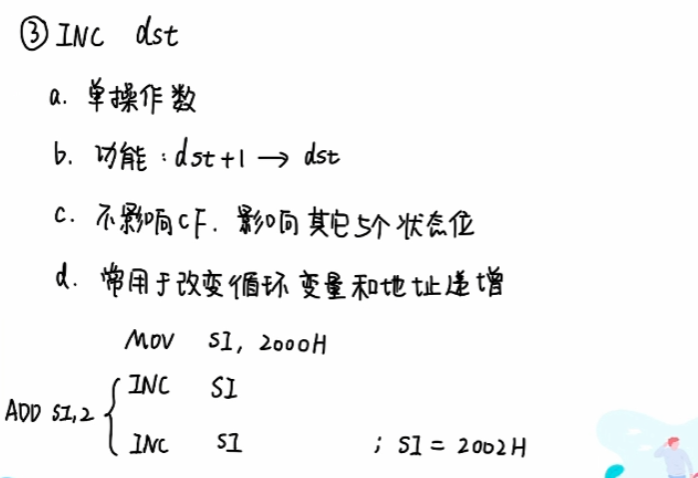 ③ INC dst
a. 单操作数
b. 功能：dst+1 → dst
c. 不影响CF. 影响其它5个状态位
d. 常用于改变循环变量和地址递增
MOV SI, 2000H
ADD SI,2 { INC SI
INC SI ; SI = 2002H